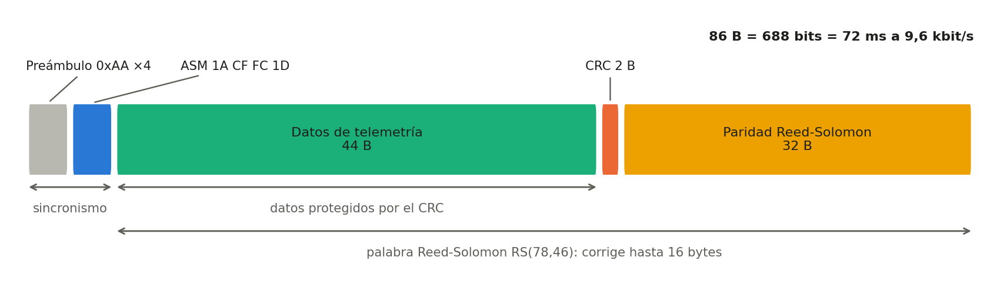 86 B = 688 bits = 72 ms a 9,6 kbit/s
Preámbulo 0xAA ×4
ASM 1A CF FC 1D
CRC 2 B
Datos de telemetría
44 B
Paridad Reed-Solomon
32 B
sincronismo
datos protegidos por el CRC
palabra Reed-Solomon RS(78,46): corrige hasta 16 bytes